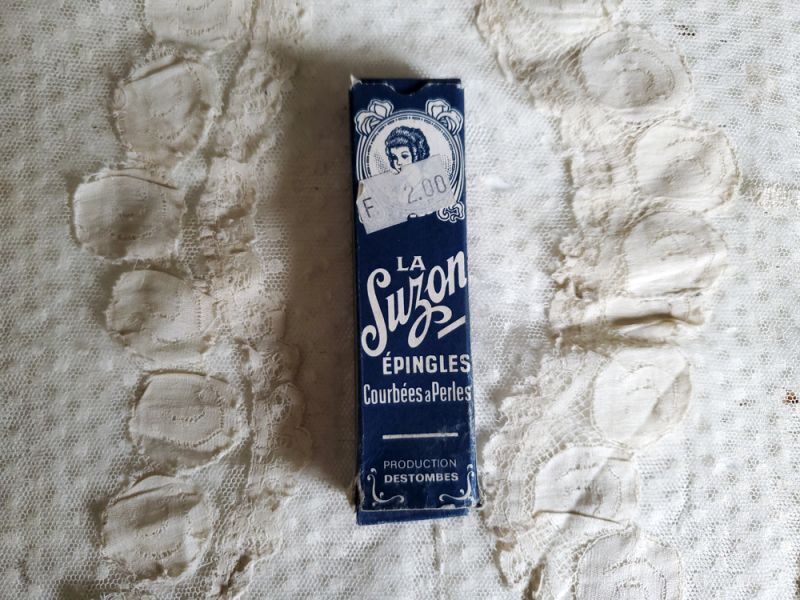 F 2.00
LA
Suzon
ÉPINGLES
Courbées a Perles
PRODUCTION
DESTOMBES